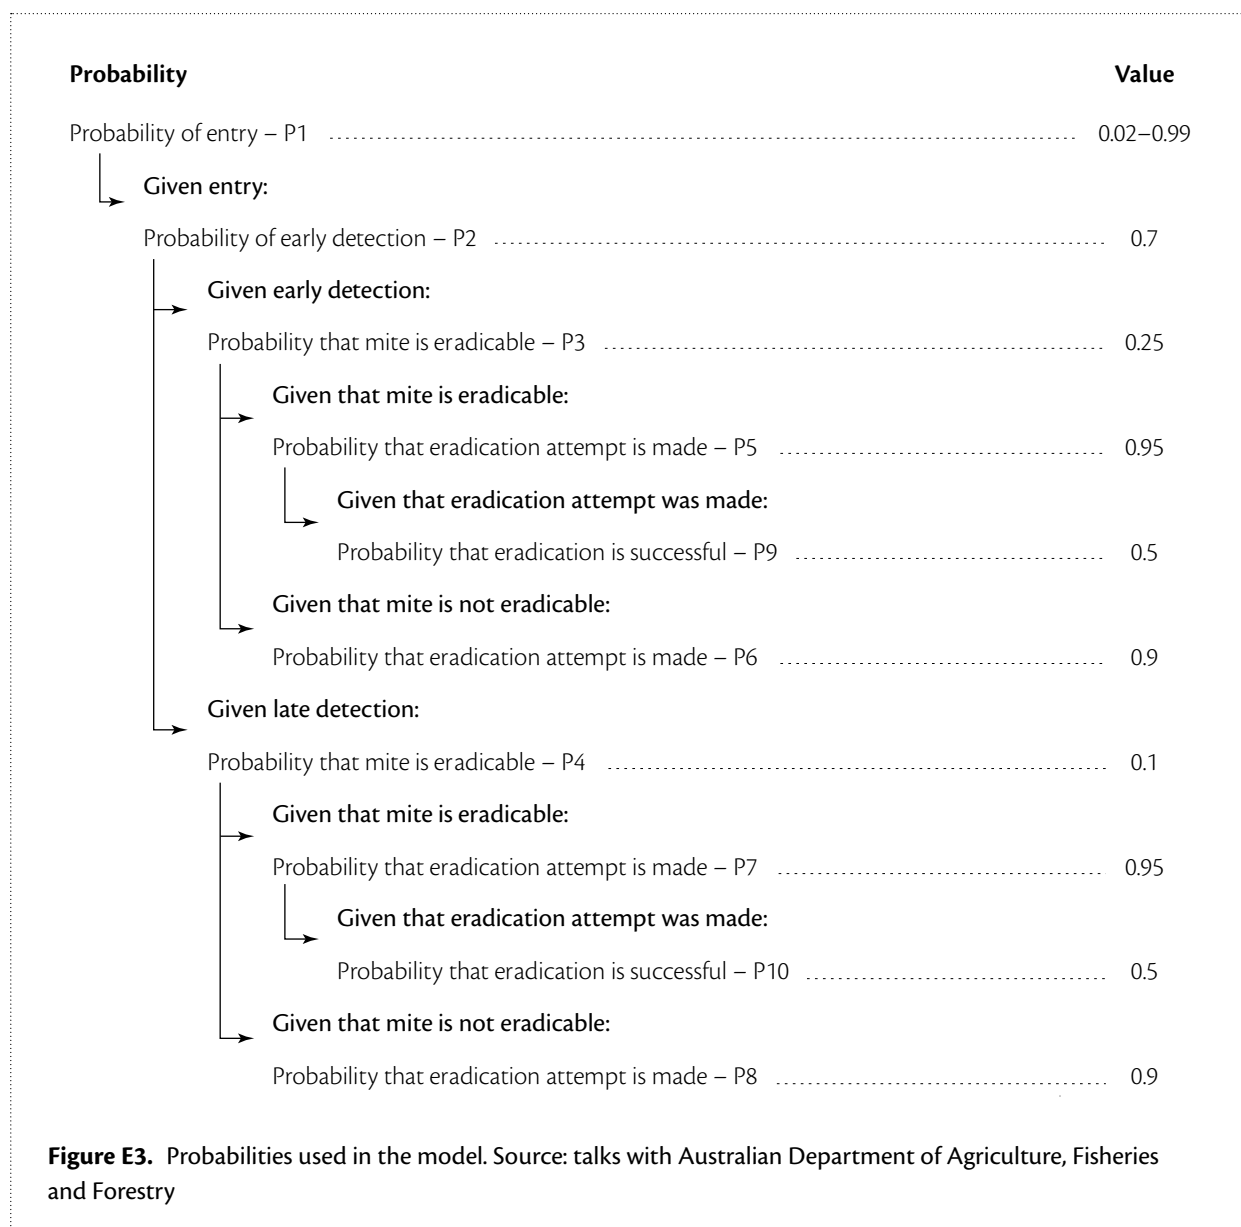 Probability Value
Probability of entry – P1 0.02–0.99
Given entry:
Probability of early detection – P2 0.7
Given early detection:
Probability that mite is eradicable – P3 0.25
Given that mite is eradicable:
Probability that eradication attempt is made – P5 0.95
Given that eradication attempt was made:
Probability that eradication is successful – P9 0.5
Given that mite is not eradicable:
Probability that eradication attempt is made – P6 0.9
Given late detection:
Probability that mite is eradicable – P4 0.1
Given that mite is eradicable:
Probability that eradication attempt is made – P7 0.95
Given that eradication attempt was made:
Probability that eradication is successful – P10 0.5
Given that mite is not eradicable:
Probability that eradication attempt is made – P8 0.9
Figure E3. Probabilities used in the model. Source: talks with Australian Department of Agriculture, Fisheries
and Forestry